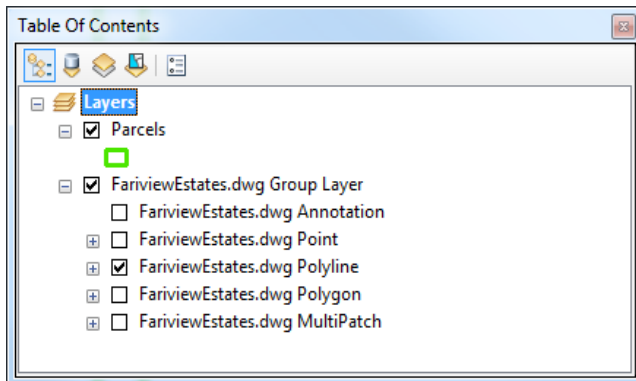 Table Of Contents
Layers
Parcels
FariviewEstates.dwg Group Layer
FariviewEstates.dwg Annotation
FariviewEstates.dwg Point
FariviewEstates.dwg Polyline
FariviewEstates.dwg Polygon
FariviewEstates.dwg MultiPatch